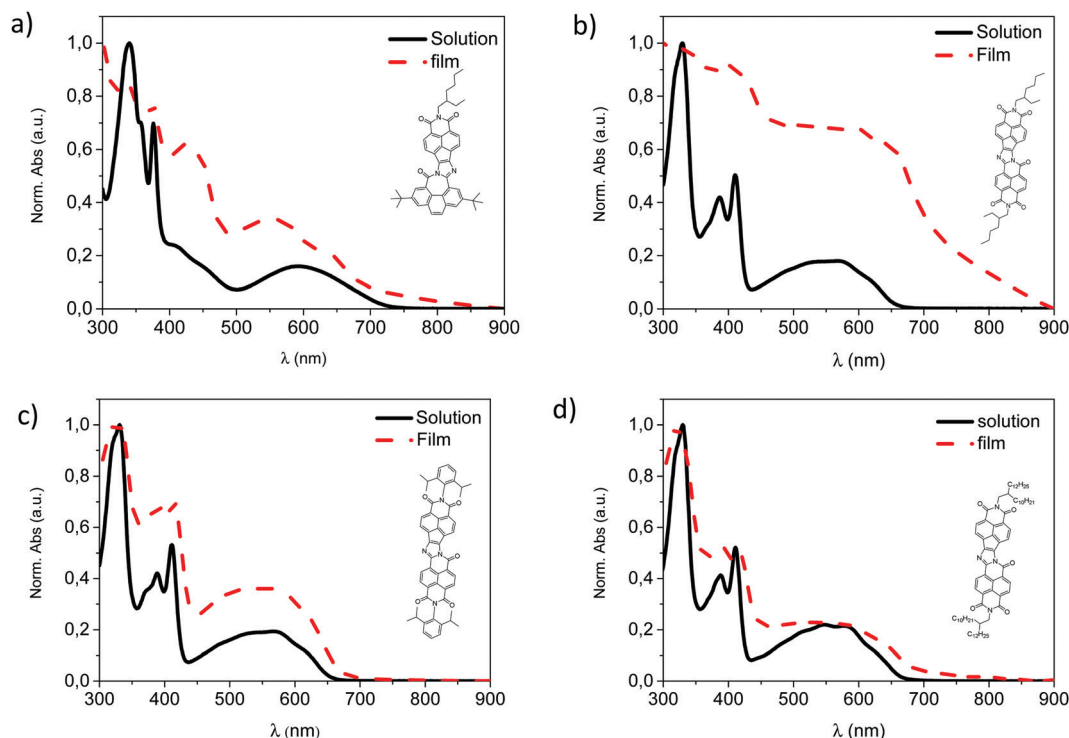 a)
Solution
film
1,0
0,8
0,6
0,4
0,2
0,0
Norm. Abs (a.u.)
300 400 500 600 700 800 900
λ (nm)
O N O
O N N
b)
Solution
Film
1,0
0,8
0,6
0,4
0,2
0,0
Norm. Abs (a.u.)
300 400 500 600 700 800 900
λ (nm)
O N O
N N O
O N O
c)
Solution
Film
1,0
0,8
0,6
0,4
0,2
0,0
Norm. Abs (a.u.)
300 400 500 600 700 800 900
λ (nm)
N
O O
N N O
O O
N
d)
solution
film
1,0
0,8
0,6
0,4
0,2
0,0
Norm. Abs (a.u.)
300 400 500 600 700 800 900
λ (nm)
C12H25
C10H21
O N O
N N O
O N O
C10H21
C12H25